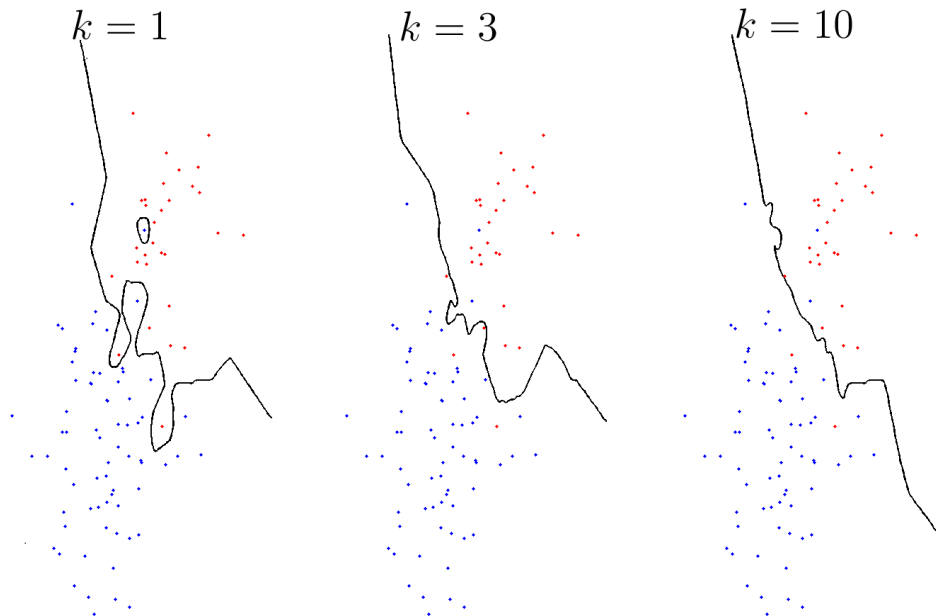 k = 1
k = 3
k = 10